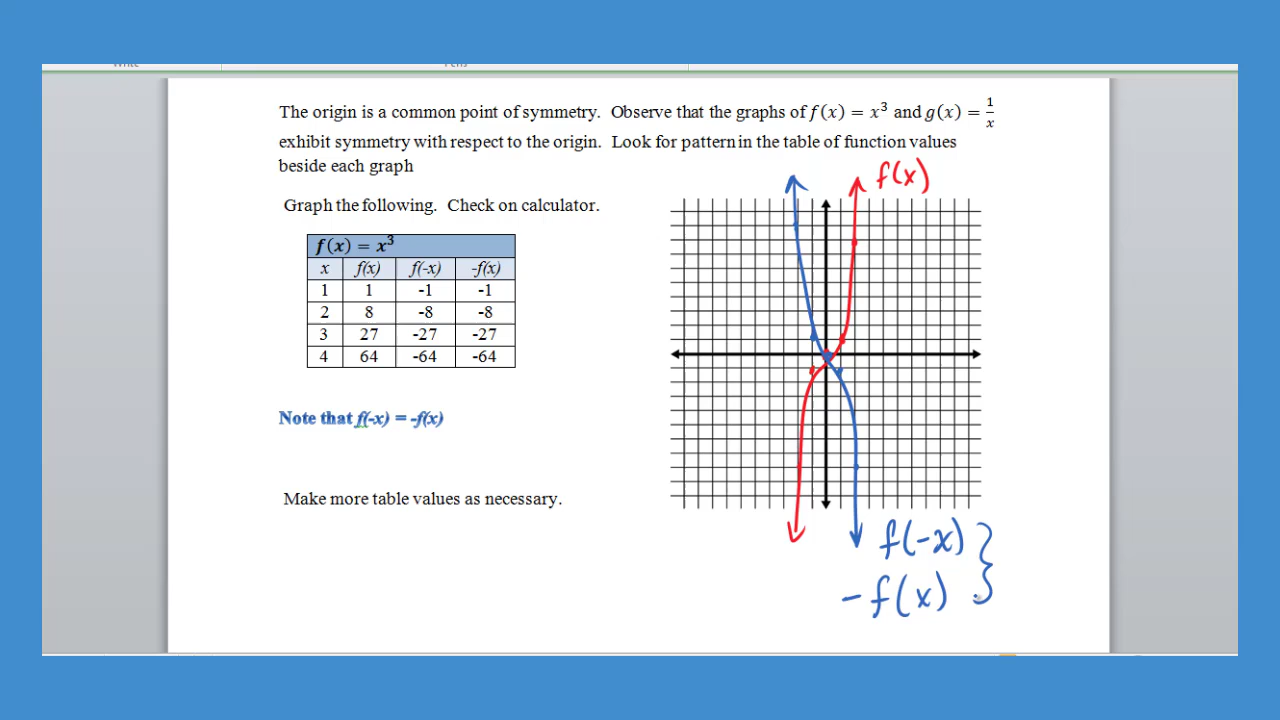 The origin is a common point of symmetry. Observe that the graphs of f(x) = x³ and g(x) = 1/x
exhibit symmetry with respect to the origin. Look for pattern in the table of function values
beside each graph
f(x)
Graph the following. Check on calculator.
f(x) = x³
x f(x) f(-x) -f(x)
1 1 -1 -1
2 8 -8 -8
3 27 -27 -27
4 64 -64 -64
Note that f(-x) = -f(x)
Make more table values as necessary.
f(-x)
-f(x)